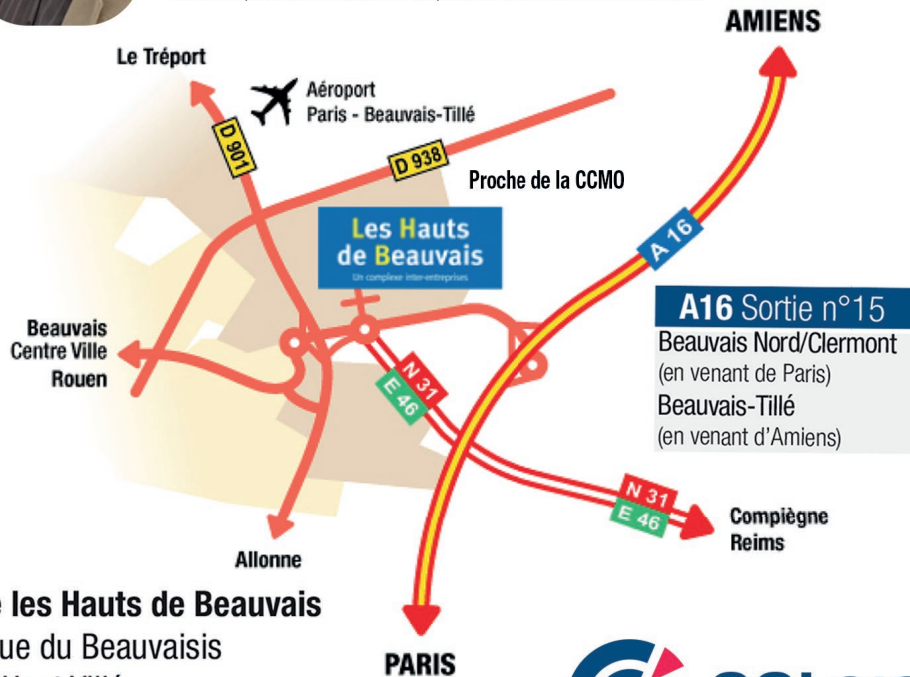 AMIENS
Le Tréport
Aéroport
Paris - Beauvais-Tillé
D 901
D 938
Proche de la CCMO
Les Hauts
de Beauvais
Un complexe inter-entreprises
A 16
A16 Sortie n°15
Beauvais Nord/Clermont
(en venant de Paris)
Beauvais-Tillé
(en venant d'Amiens)
Beauvais
Centre Ville
Rouen
N 31
E 46
N 31
E 46
Compiègne
Reims
Allonne
les Hauts de Beauvais
ue du Beauvaisis
PARIS